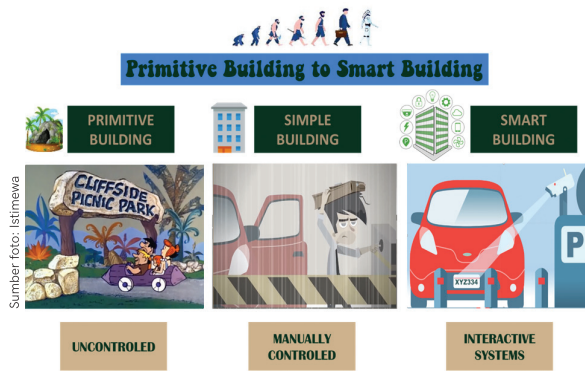 Primitive Building to Smart Building
PRIMITIVE
BUILDING
SIMPLE
BUILDING
SMART
BUILDING
Sumber foto: Istimewa
CLIFFSIDE
PICNIC PARK
P
XYZ334
UNCONTROLED
MANUALLY
CONTROLED
INTERACTIVE
SYSTEMS